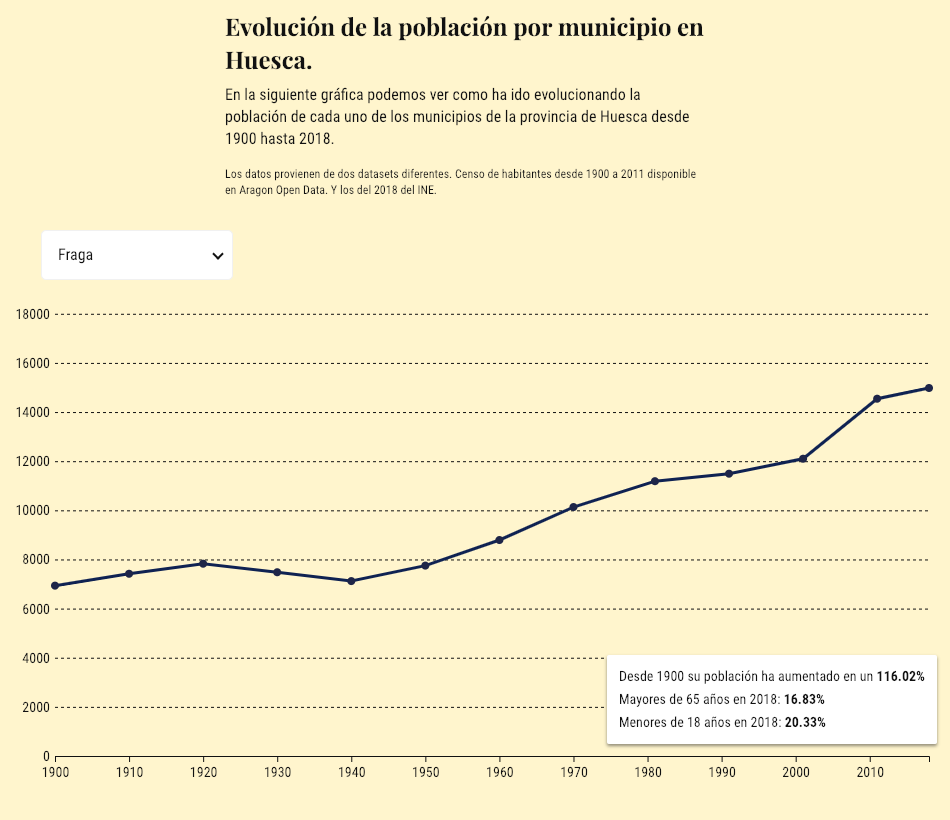 Evolución de la población por municipio en
Huesca.
En la siguiente gráfica podemos ver como ha ido evolucionando la
población de cada uno de los municipios de la provincia de Huesca desde
1900 hasta 2018.
Los datos provienen de dos datasets diferentes. Censo de habitantes desde 1900 a 2011 disponible
en Aragon Open Data. Y los del 2018 del INE.
Fraga
18000
16000
14000
12000
10000
8000
6000
4000
2000
0
Desde 1900 su población ha aumentado en un 116.02%
Mayores de 65 años en 2018: 16.83%
Menores de 18 años en 2018: 20.33%
1900 1910 1920 1930 1940 1950 1960 1970 1980 1990 2000 2010